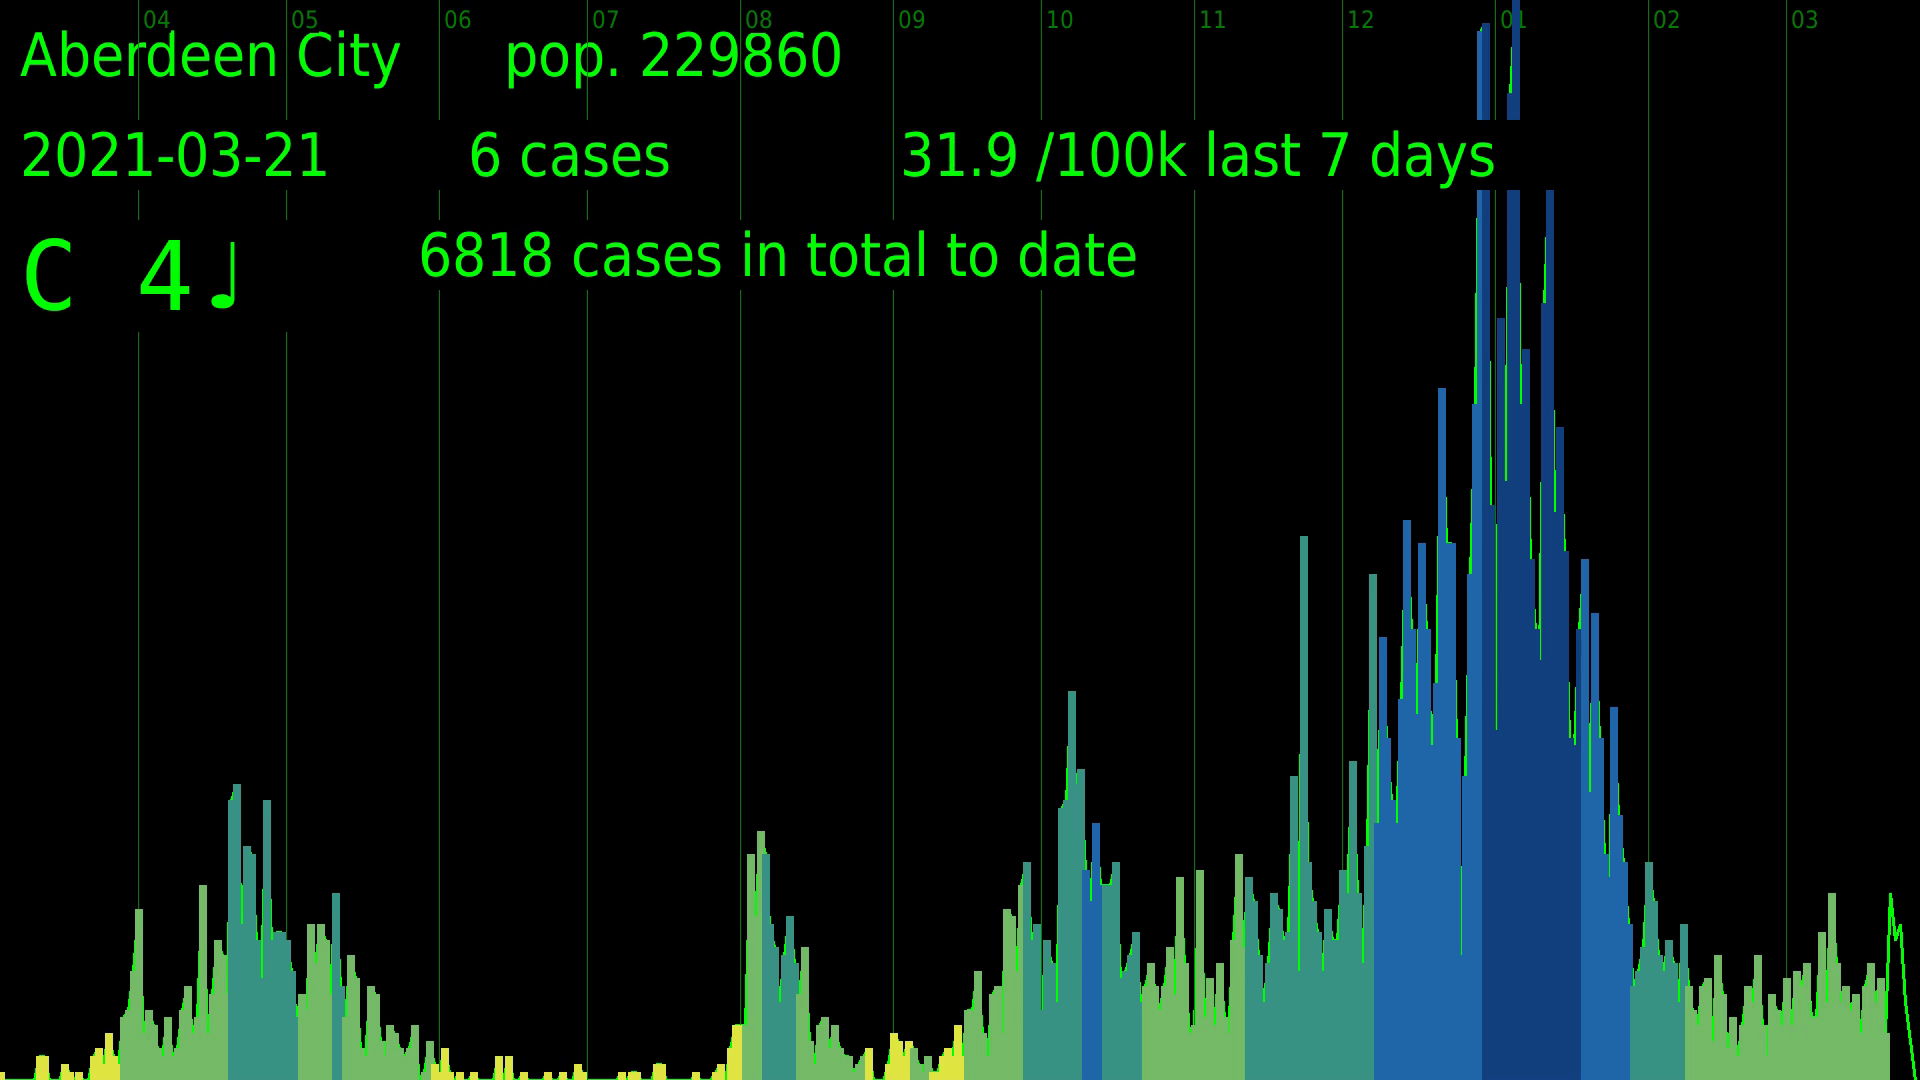 04 05 06 07 08 09 10 11 12 01 02 03
Aberdeen City pop. 229860
2021-03-21 6 cases 31.9 /100k last 7 days
C 4♩ 6818 cases in total to date